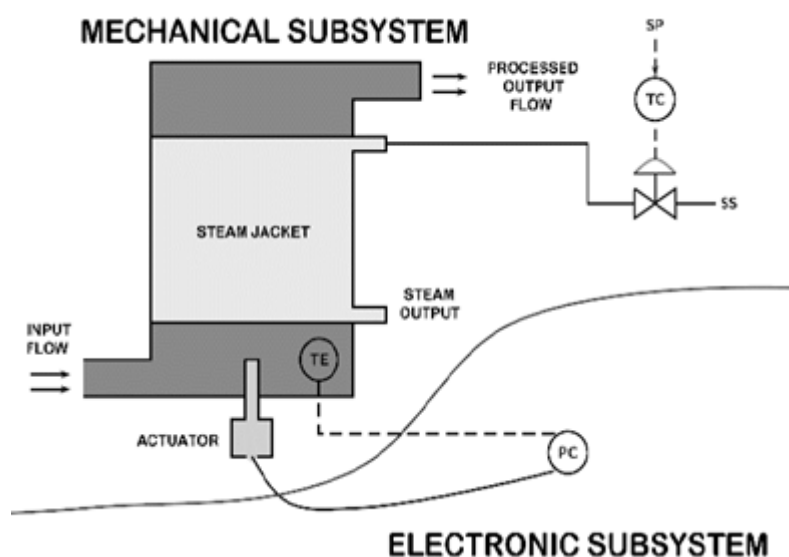 MECHANICAL SUBSYSTEM
SP
PROCESSED
OUTPUT
FLOW
TC
STEAM JACKET
SS
STEAM
OUTPUT
INPUT
FLOW
TE
ACTUATOR
PC
ELECTRONIC SUBSYSTEM